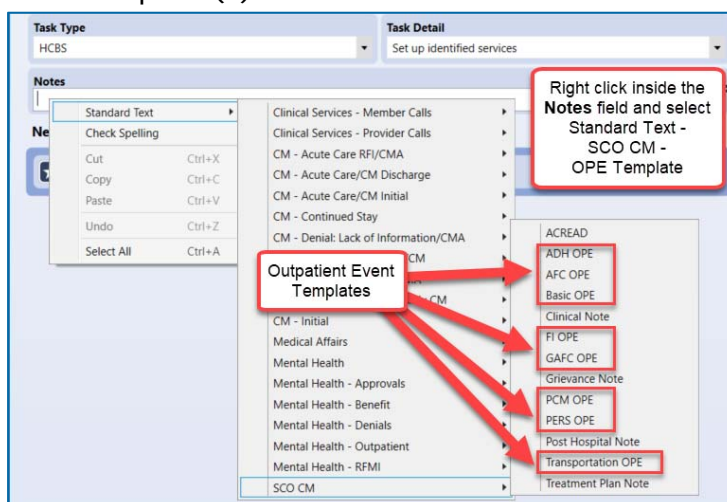 Task Type
Task Detail
HCBS
Set up identified services
Notes
Right click inside the
Notes field and select
Standard Text -
SCO CM -
OPE Template
Standard Text
Check Spelling
Cut Ctrl+X
Copy Ctrl+C
Paste Ctrl+V
Undo Ctrl+Z
Select All Ctrl+A
Ne
Clinical Services - Member Calls
Clinical Services - Provider Calls
CM - Acute Care RFI/CMA
CM - Acute Care/CM Discharge
CM - Acute Care/CM Initial
CM - Continued Stay
CM - Denial: Lack of Information/CMA
CM
CM
CM - Initial
Medical Affairs
Mental Health
Mental Health - Approvals
Mental Health - Benefit
Mental Health - Denials
Mental Health - Outpatient
Mental Health - RFMI
SCO CM
Outpatient Event
Templates
ACREAD
ADH OPE
AFC OPE
Basic OPE
Clinical Note
FI OPE
GAFC OPE
Grievance Note
PCM OPE
PERS OPE
Post Hospital Note
Transportation OPE
Treatment Plan Note